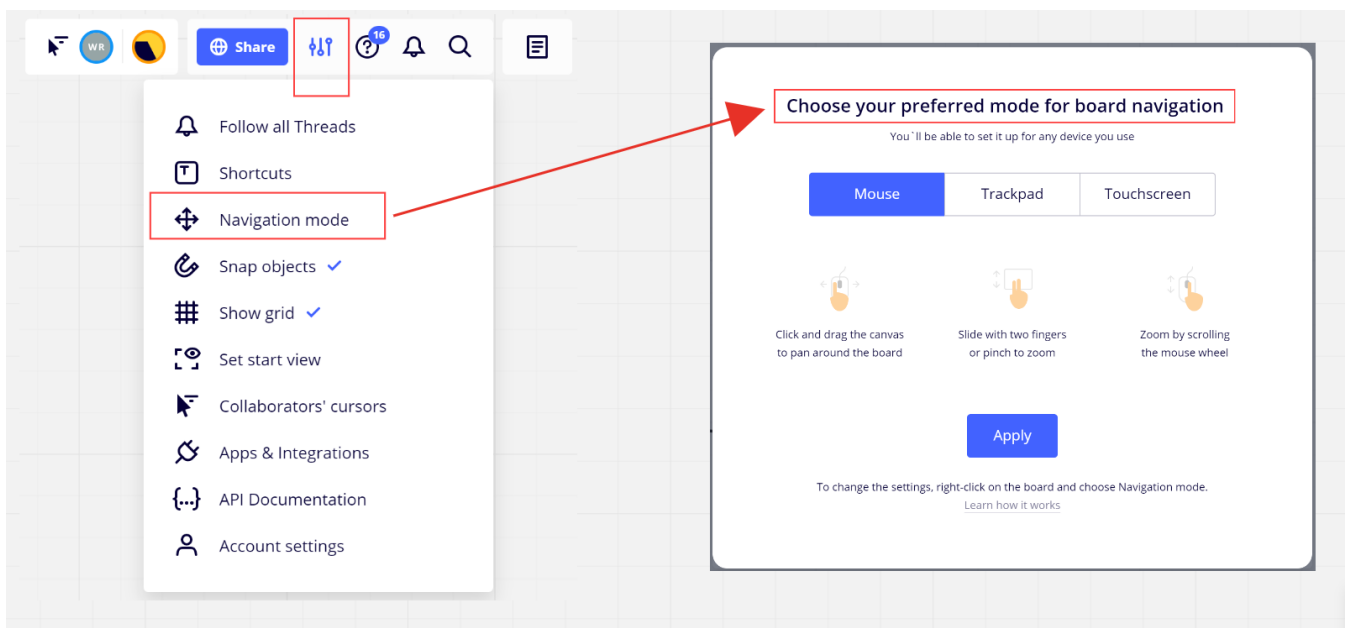 WR
Share
16
Follow all Threads
Shortcuts
Navigation mode
Snap objects
Show grid
Set start view
Collaborators' cursors
Apps & Integrations
{...} API Documentation
Account settings
Choose your preferred mode for board navigation
You`ll be able to set it up for any device you use
Mouse Trackpad Touchscreen
Click and drag the canvas
to pan around the board
Slide with two fingers
or pinch to zoom
Zoom by scrolling
the mouse wheel
Apply
To change the settings, right-click on the board and choose Navigation mode.
Learn how it works